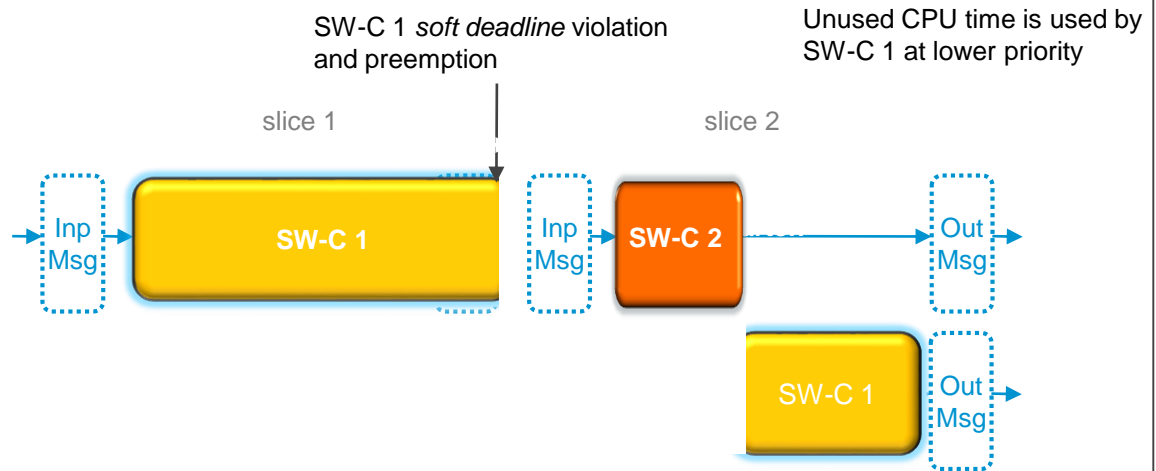 SW-C 1 soft deadline violation
and preemption
Unused CPU time is used by
SW-C 1 at lower priority
slice 1
slice 2
Inp
Msg
SW-C 1
Inp
Msg
SW-C 2
Out
Msg
SW-C 1
Out
Msg